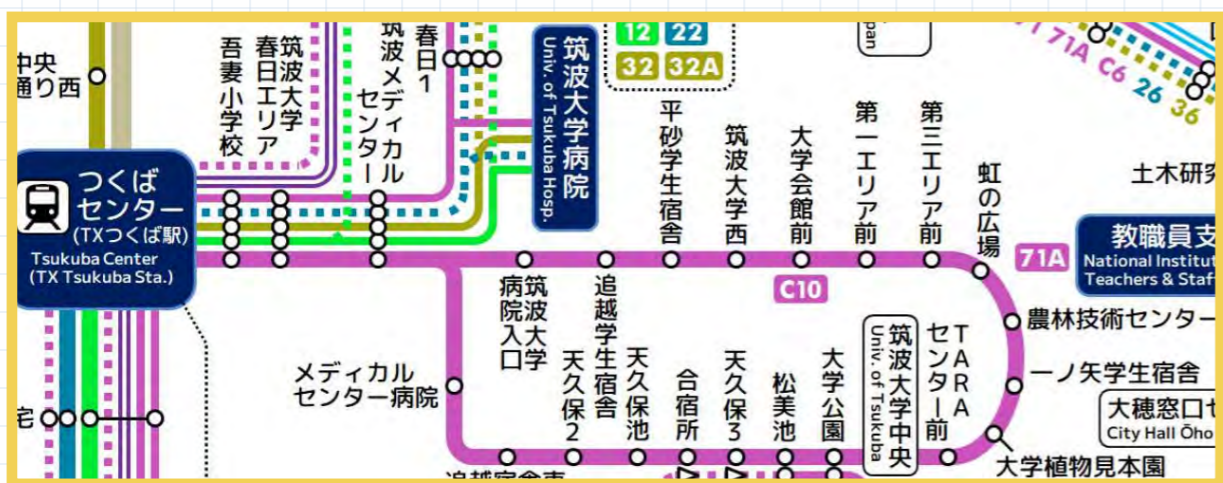 中央
通り西
吾妻小学校
筑波大学
春日エリア
筑波メディカル
センター
春日1
筑波大学病院
Univ. of Tsukuba Hosp.
12 22
32 32A
71A C6 26 36
つくば
センター
(TXつくば駅)
Tsukuba Center
(TX Tsukuba Sta.)
平砂学生宿舎
筑波大学西
大学会館前
第一エリア前
第三エリア前
虹の広場
土木研究
71A
教職員支
National Institut
Teachers & Staf
C10
筑波大学
病院入口
追越学生宿舎
農林技術センター
一ノ矢学生宿舎
大穂窓口セ
City Hall Ōho
大学植物見本園
TARA
センター前
筑波大学中央
Univ. of Tsukuba
大学公園
松美池
天久保3
合宿所
天久保池
天久保2
メディカル
センター病院
宅